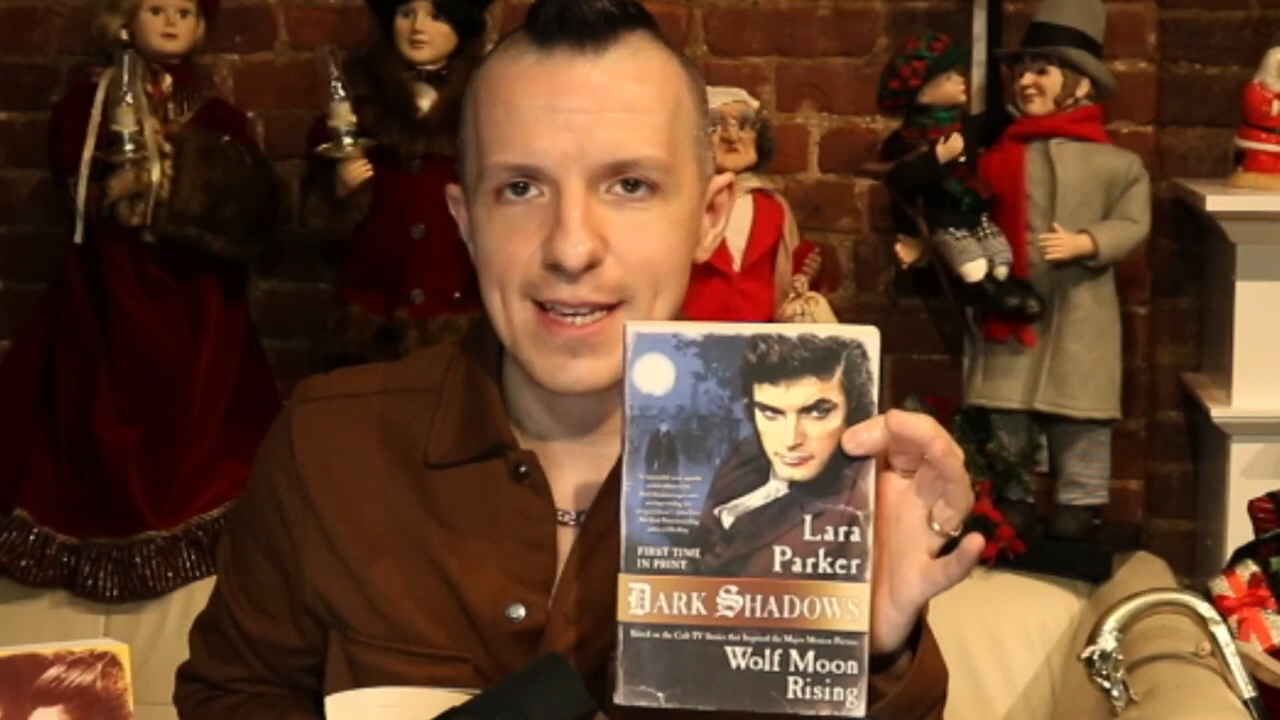 Lara
Parker
FIRST TIME
IN PRINT
DARK SHADOWS
Based on the Cult TV Series that Inspired the Major Motion Picture
Wolf Moon
Rising